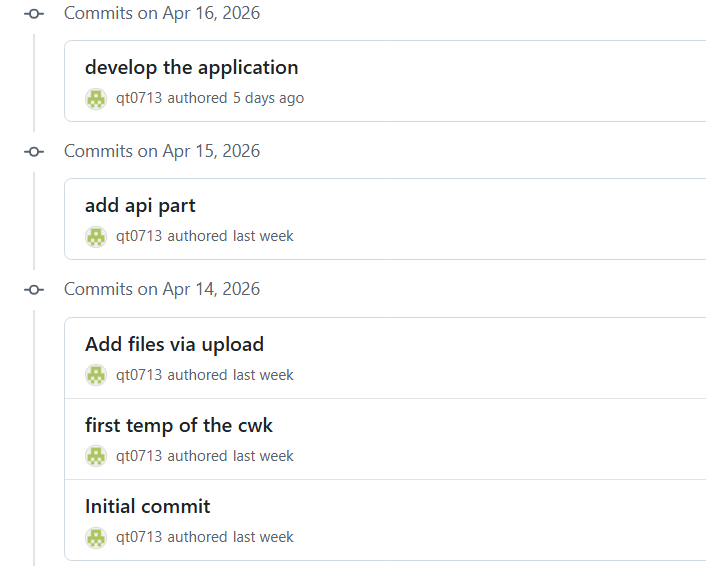 Commits on Apr 16, 2026
develop the application
qt0713 authored 5 days ago
Commits on Apr 15, 2026
add api part
qt0713 authored last week
Commits on Apr 14, 2026
Add files via upload
qt0713 authored last week
first temp of the cwk
qt0713 authored last week
Initial commit
qt0713 authored last week